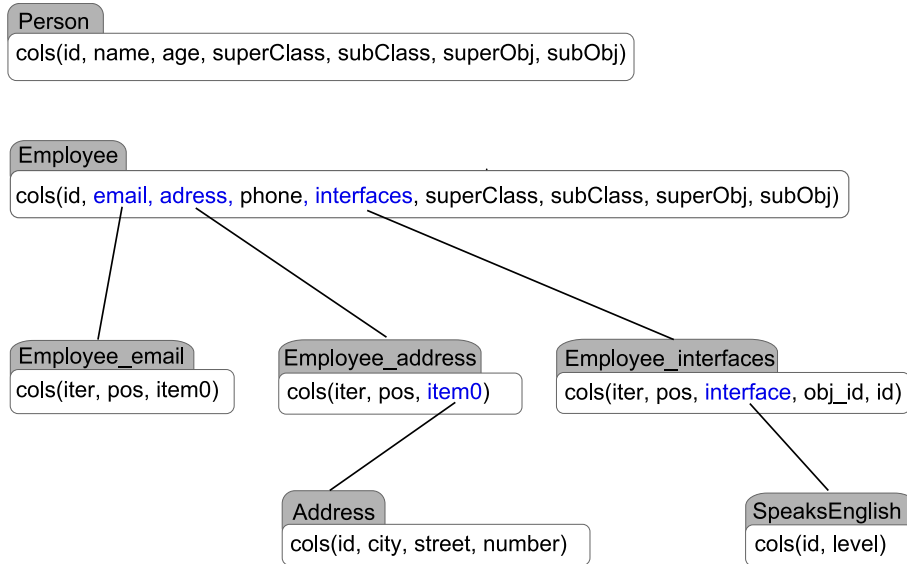 Person
cols(id, name, age, superClass, subClass, superObj, subObj)
Employee
cols(id, email, adress, phone, interfaces, superClass, subClass, superObj, subObj)
Employee_email
cols(iter, pos, item0)
Employee_address
cols(iter, pos, item0)
Employee_interfaces
cols(iter, pos, interface, obj_id, id)
Address
cols(id, city, street, number)
SpeaksEnglish
cols(id, level)